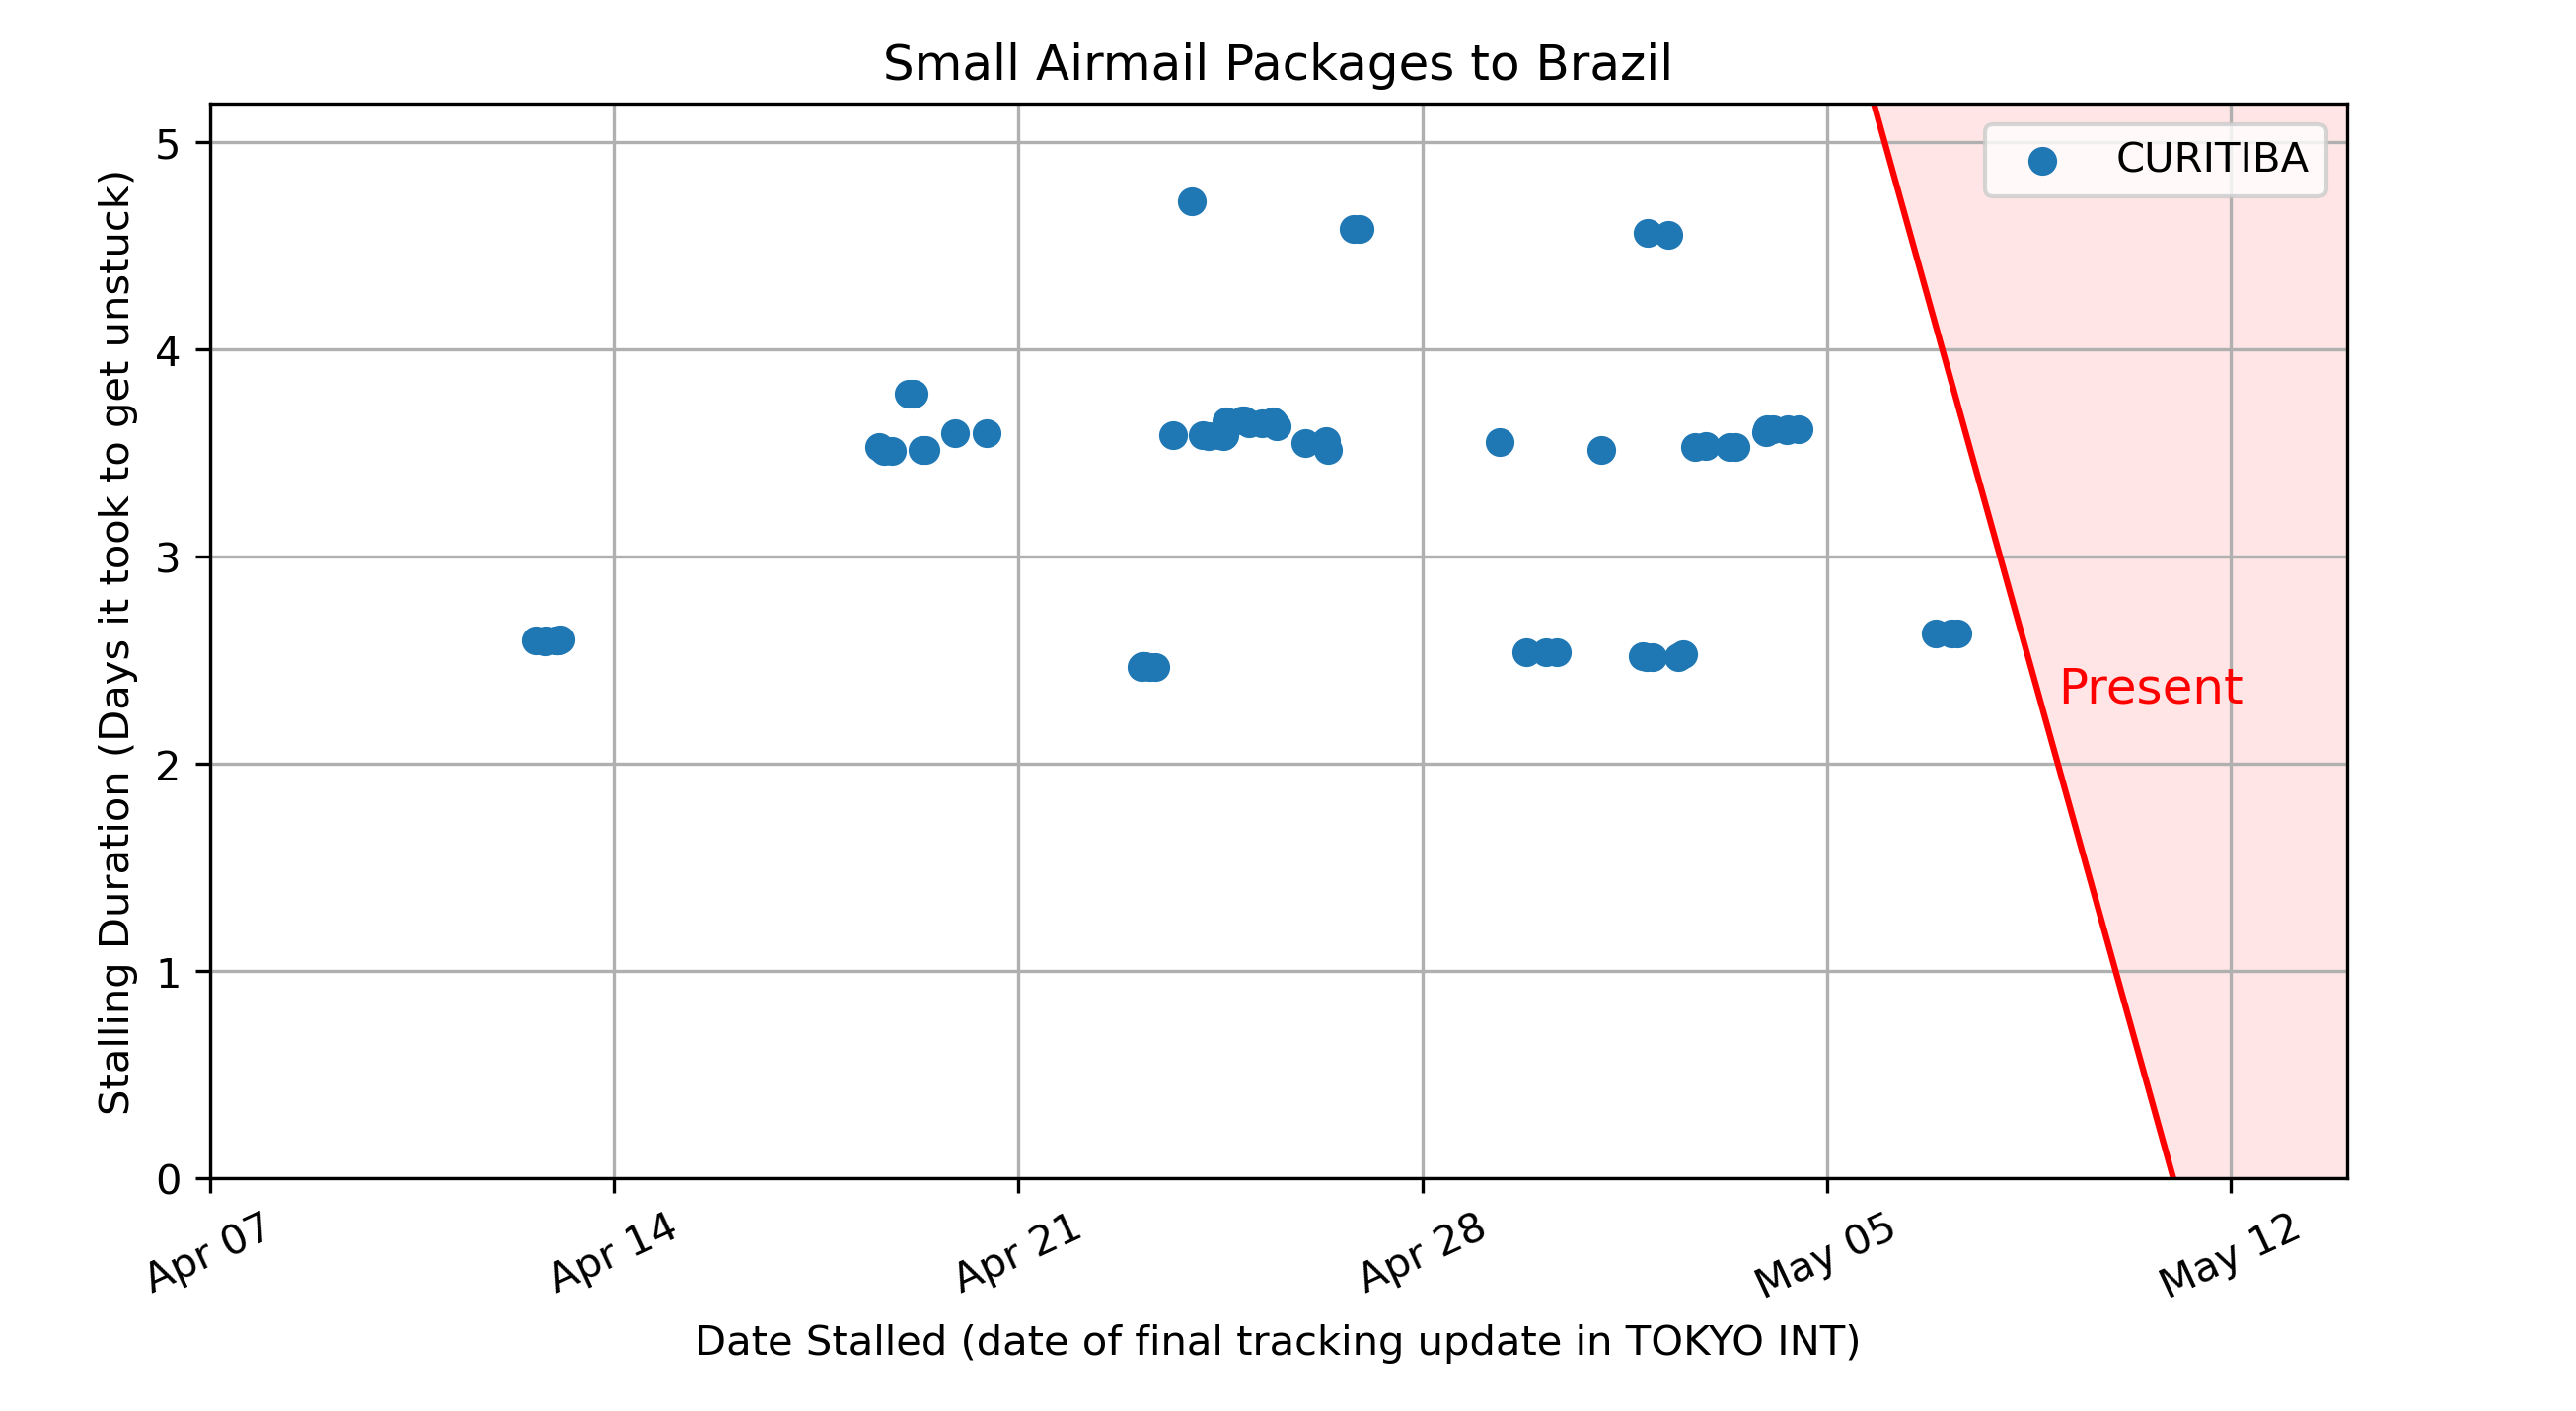 Small Airmail Packages to Brazil
Stalling Duration (Days it took to get unstuck)
5
4
3
2
1
0
CURITIBA
Present
Apr 07
Apr 14
Apr 21
Apr 28
May 05
May 12
Date Stalled (date of final tracking update in TOKYO INT)